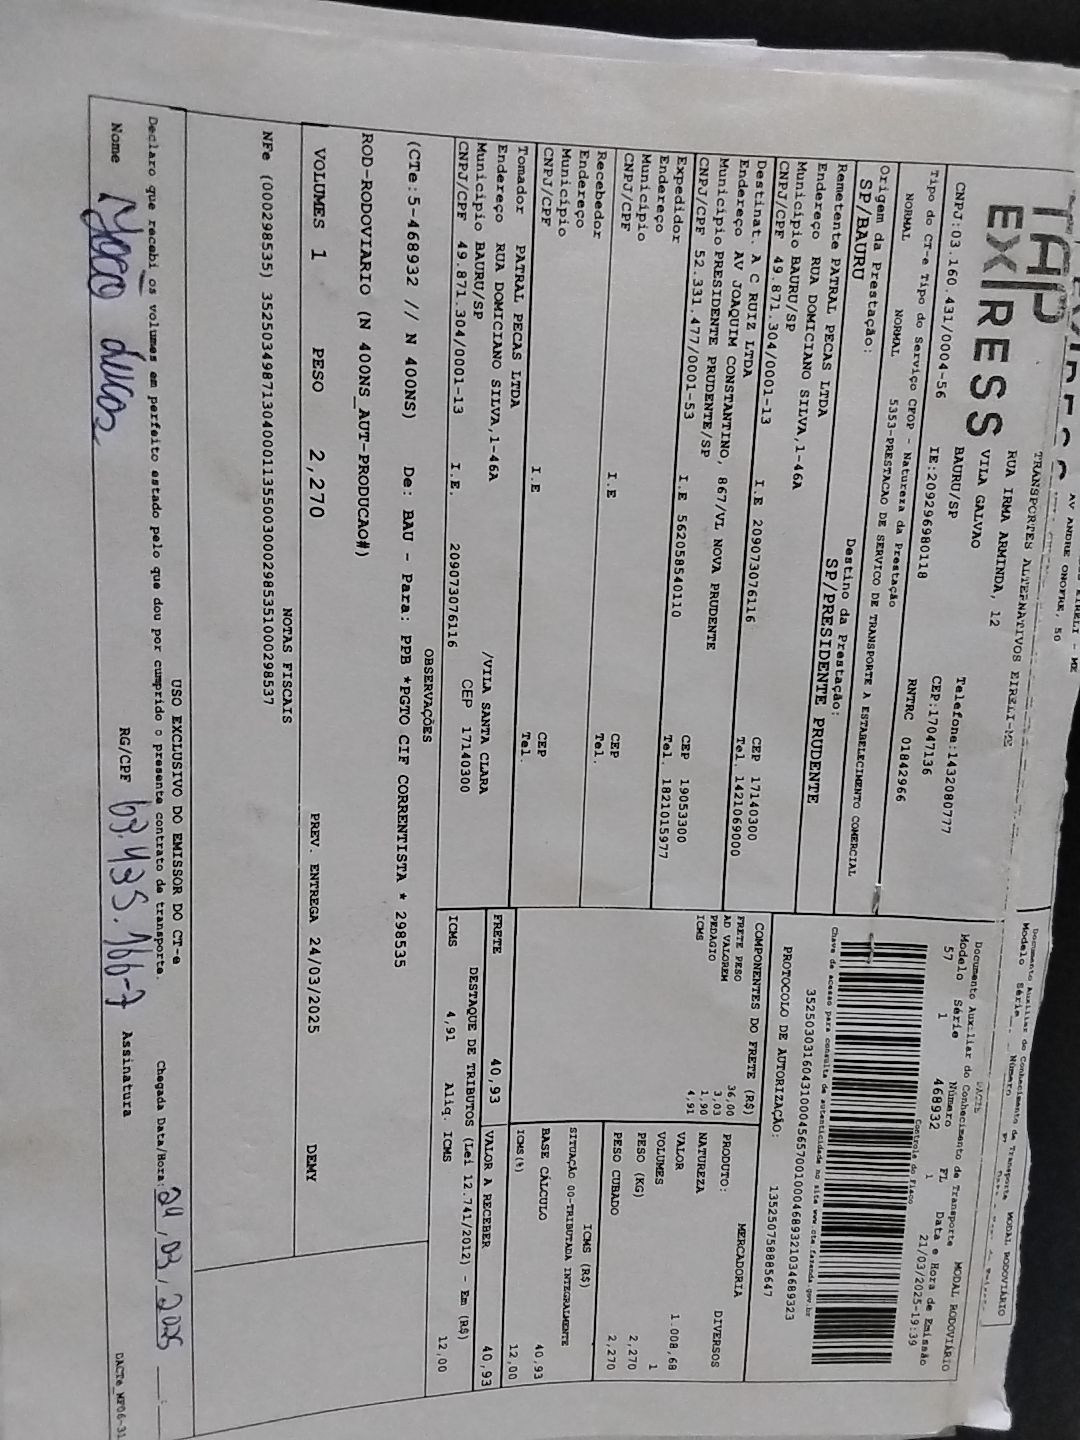 TAP
EX|RESS
TRANSPORTES ALTERNATIVOS EIRELI-ME
RUA IRMA ARMINDA, 12
VILA GALVAO
BAURU/SP
Telefone:1432080777
CNPJ:03.160.431/0004-56 IE:209296980118 CEP:17047136
Tipo do CT-e Tipo do Serviço CFOP - Natureza da Prestação RNTRC 01842966
NORMAL NORMAL 5353-PRESTACAO DE SERVICO DE TRANSPORTE A ESTABELECIMENTO COMERCIAL
Origem da Prestação: Destino da Prestação:
SP/BAURU SP/PRESIDENTE PRUDENTE
Remetente PATRAL PECAS LTDA
Endereço RUA DOMICIANO SILVA,1-46A
Município BAURU/SP CEP 17140300
CNPJ/CPF 49.871.304/0001-13 I.E 209073076116 Tel. 1421069000
Destinat. A C RUIZ LTDA
Endereço AV JOAQUIM CONSTANTINO, 867/VL NOVA PRUDENTE
Município PRESIDENTE PRUDENTE/SP CEP 19053300
CNPJ/CPF 52.331.477/0001-53 I.E 562058540110 Tel. 1821015977
Expedidor
Endereço
Município CEP
CNPJ/CPF I.E Tel.
Recebedor
Endereço
Município CEP
CNPJ/CPF I.E Tel.
Tomador PATRAL PECAS LTDA
Endereço RUA DOMICIANO SILVA,1-46A /VILA SANTA CLARA
Município BAURU/SP CEP 17140300
CNPJ/CPF 49.871.304/0001-13 I.E. 209073076116
DACTE
Documento Auxiliar do Conhecimento de Transporte MODAL RODOVIÁRIO
Modelo Série Número FL Data e Hora de Emissão
57 1 468932 1 21/03/2025-19:39
Controle do Fisco
Chave de acesso para consulta de autenticidade no site www.cte.fazenda.gov.br
35250303160431000456570010004689321034689323
PROTOCOLO DE AUTORIZAÇÃO: 135250758885647
COMPONENTES DO FRETE (R$)
FRETE PESO 36,00
AD VALOREM 3,03
PEDAGIO 1,90
ICMS 4,91
PRODUTO: MERCADORIA
NATUREZA DIVERSOS
VALOR 1.008,68
VOLUMES 1
PESO (KG) 2,270
PESO CUBADO 2,270
ICMS (R$)
SITUAÇÃO 00-TRIBUTADA INTEGRALMENTE
BASE CÁLCULO 40,93
ICMS(%) 12,00
FRETE 40,93 VALOR A RECEBER 40,93
DESTAQUE DE TRIBUTOS (Lei 12.741/2012) - Em (R$)
ICMS 4,91 Aliq. ICMS 12,00
OBSERVAÇÕES
(CTe:5-468932 // N 400NS) De: BAU - Para: PPB *PGTO CIF CORRENTISTA * 298535
ROD-RODOVIARIO (N 400NS_AUT-PRODUCAO#)
VOLUMES 1 PESO 2,270 PREV. ENTREGA 24/03/2025 DEMY
NOTAS FISCAIS
NFe (000298535) 35250349871304000113550030002985351000298537
USO EXCLUSIVO DO EMISSOR DO CT-e
Declaro que recebi os volumes em perfeito estado pelo que dou por cumprido o presente contrato de transporte. Chegada Data/Hora: 24/03/2025
Nome RG/CPF 63.495.166-7 Assinatura
DACTe_MF06-31